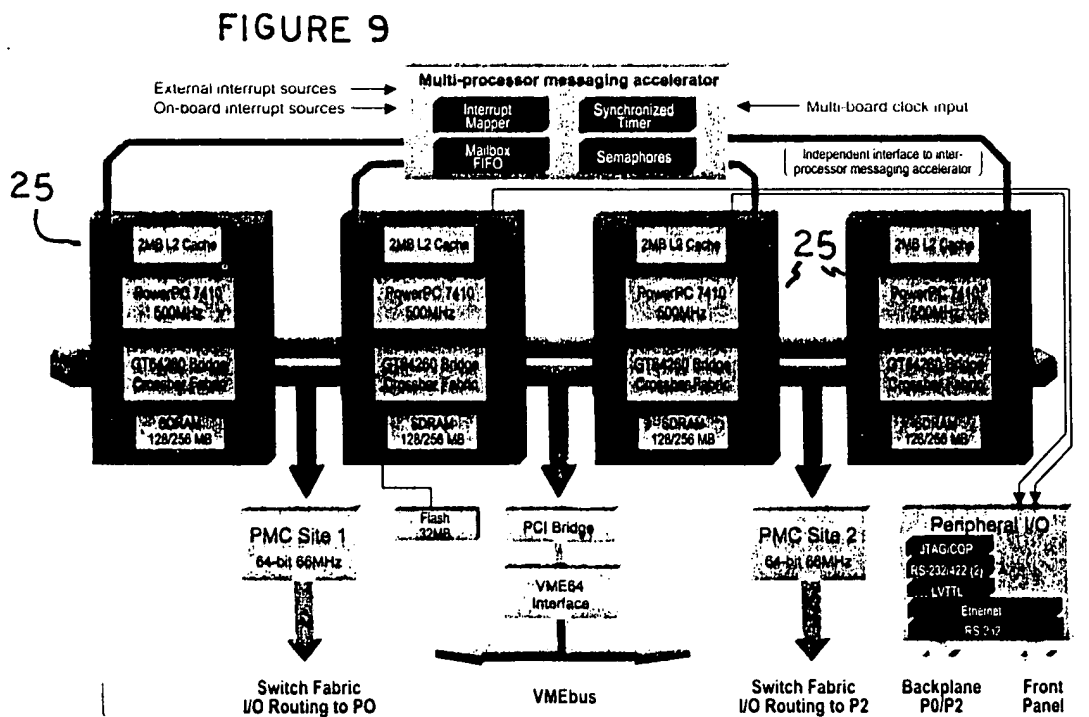 FIGURE 9
Multi-processor messaging accelerator
External interrupt sources
On-board interrupt sources
Interrupt
Mapper
Synchronized
Timer
Multi-board clock input
Mailbox
FIFO
Semaphores
Independent interface to inter-
processor messaging accelerator
25
25
2MB L2 Cache
2MB L2 Cache
2MB L2 Cache
2MB L2 Cache
PowerPC 7410
500MHz
PowerPC 7410
500MHz
PowerPC 7410
500MHz
PowerPC 7410
500MHz
GT64260 Bridge
Crossbar Fabric
GT64260 Bridge
Crossbar Fabric
GT64260 Bridge
Crossbar Fabric
GT64260 Bridge
Crossbar Fabric
SDRAM
128/256 MB
SDRAM
128/256 MB
SDRAM
128/256 MB
SDRAM
128/256 MB
PMC Site 1
64-bit 66MHz
Flash
32MB
PCI Bridge
VME64
Interface
PMC Site 2
64-bit 66MHz
Peripheral I/O
JTAG/COP
RS-232/422 (2)
LVTTL
Ethernet
RS-232
Switch Fabric
I/O Routing to PO
VMEbus
Switch Fabric
I/O Routing to P2
Backplane
P0/P2
Front
Panel